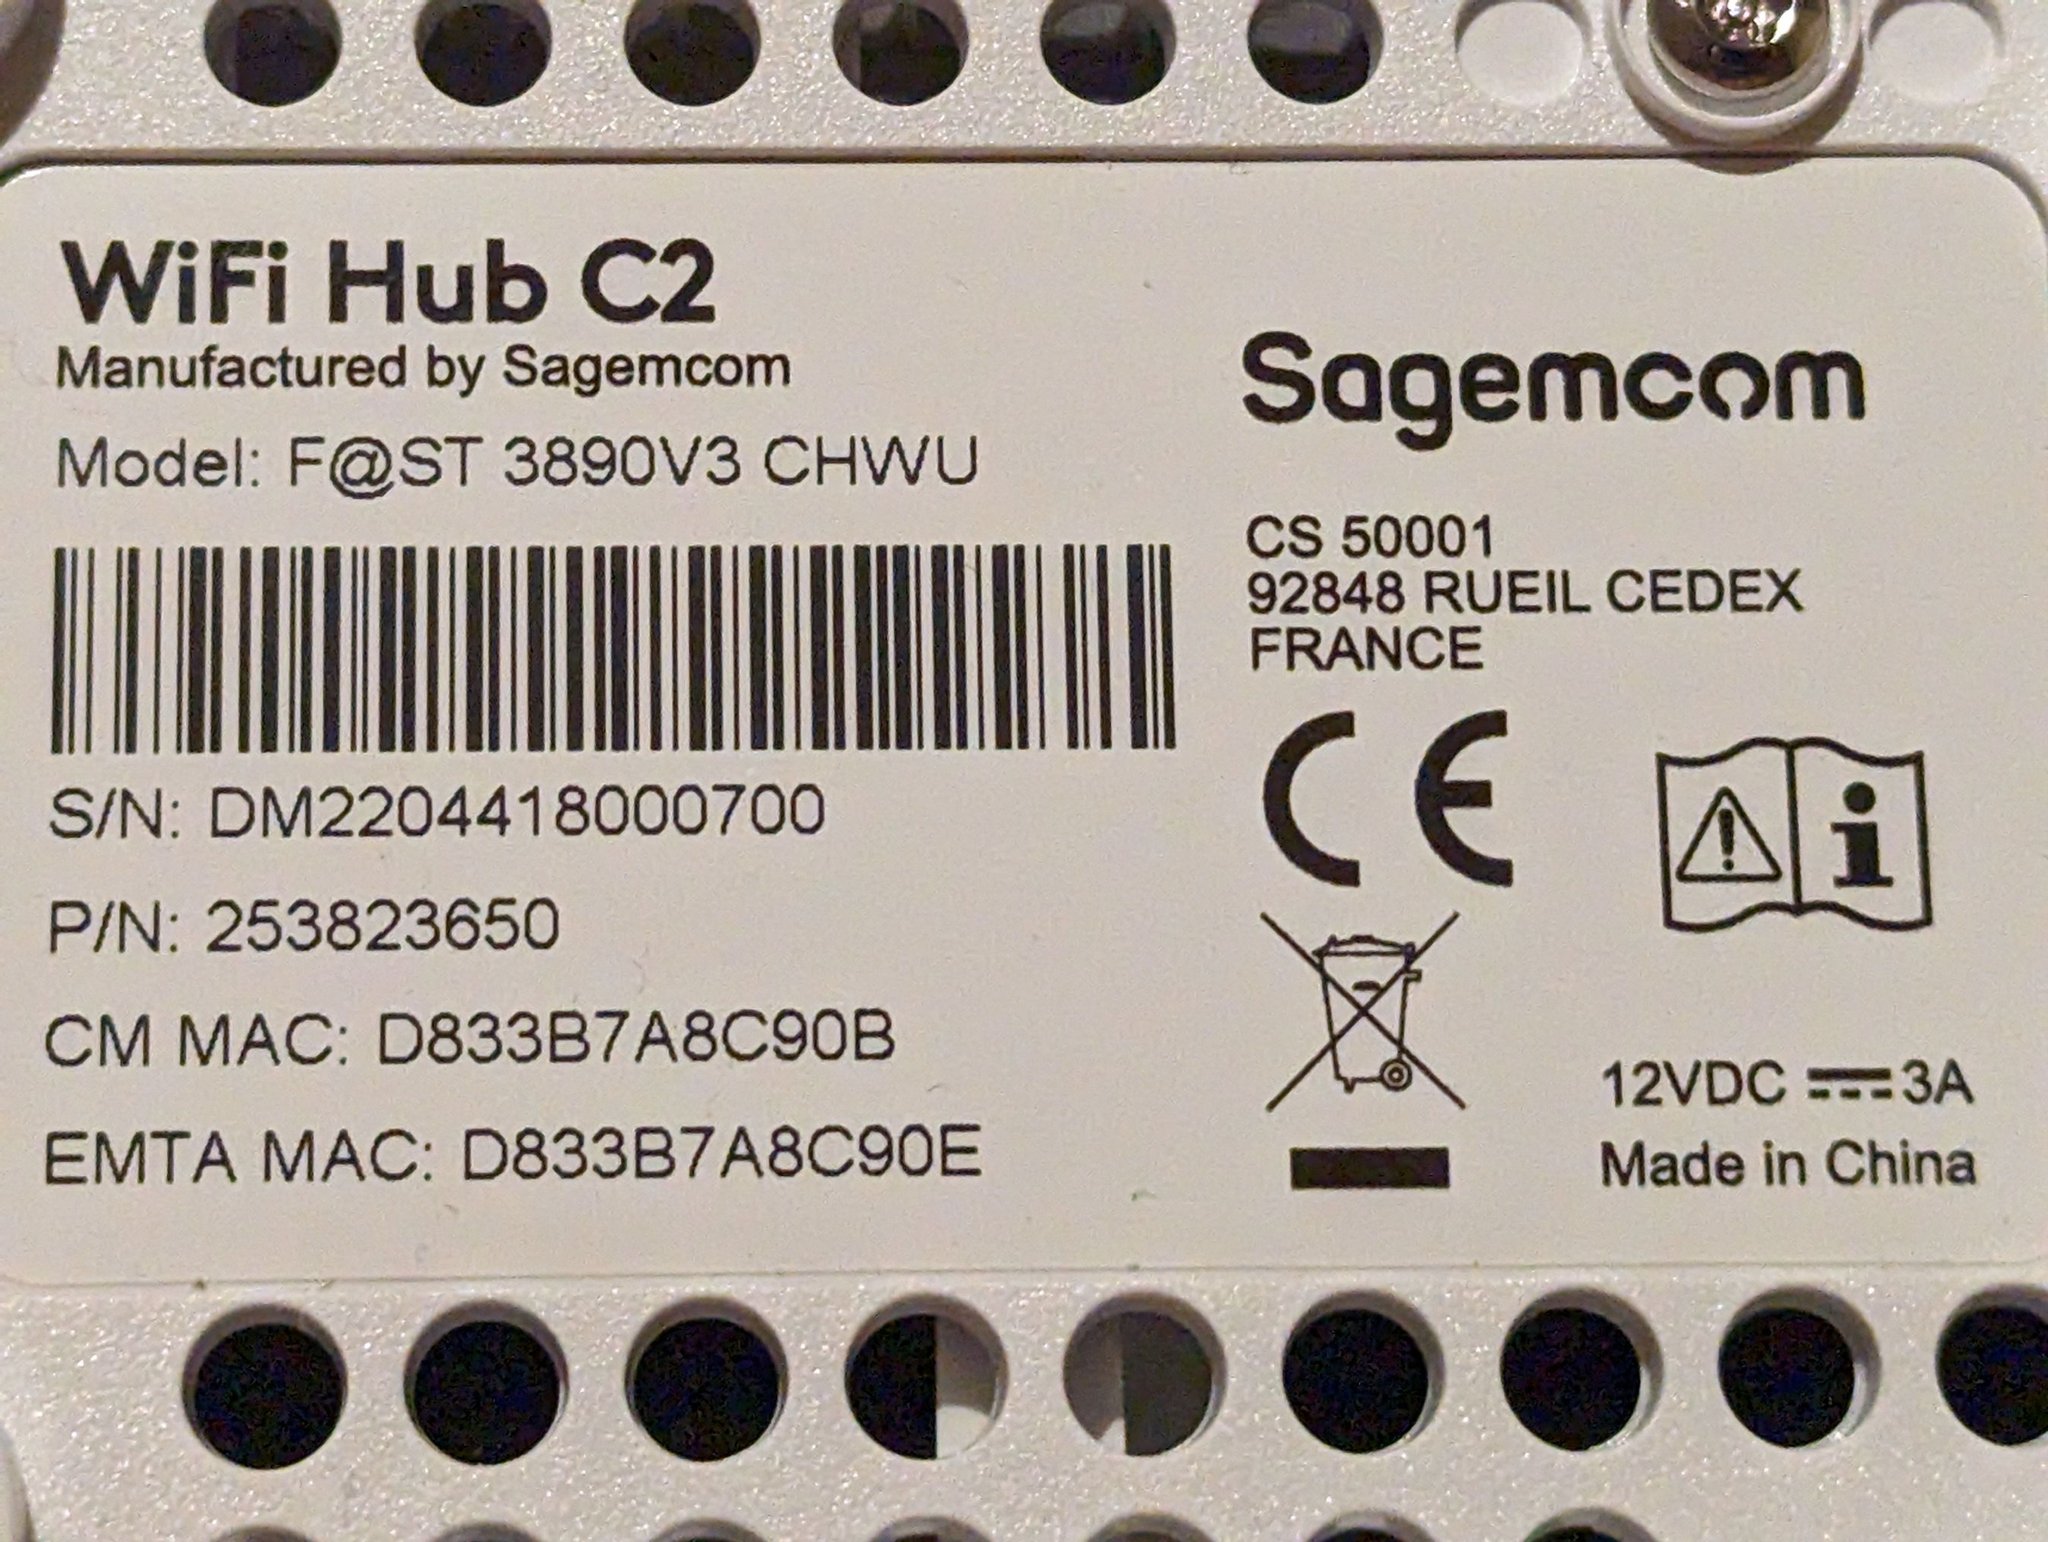 WiFi Hub C2
Manufactured by Sagemcom
Model: F@ST 3890V3 CHWU
S/N: DM2204418000700
P/N: 253823650
CM MAC: D833B7A8C90B
EMTA MAC: D833B7A8C90E
Sagemcom
CS 50001
92848 RUEIL CEDEX
FRANCE
CE
12VDC ⎓ 3A
Made in China